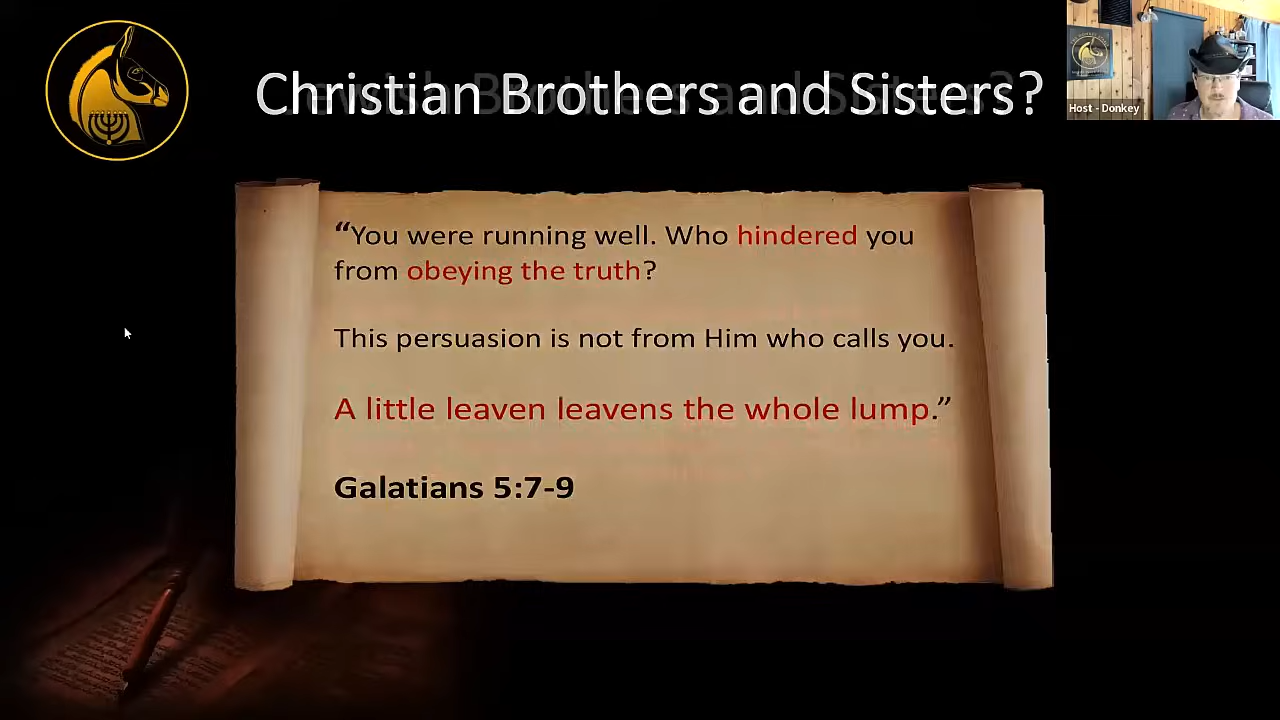 Christian Brothers and Sisters?
Host - Donkey
“You were running well. Who hindered you
from obeying the truth?
This persuasion is not from Him who calls you.
A little leaven leavens the whole lump.”
Galatians 5:7-9